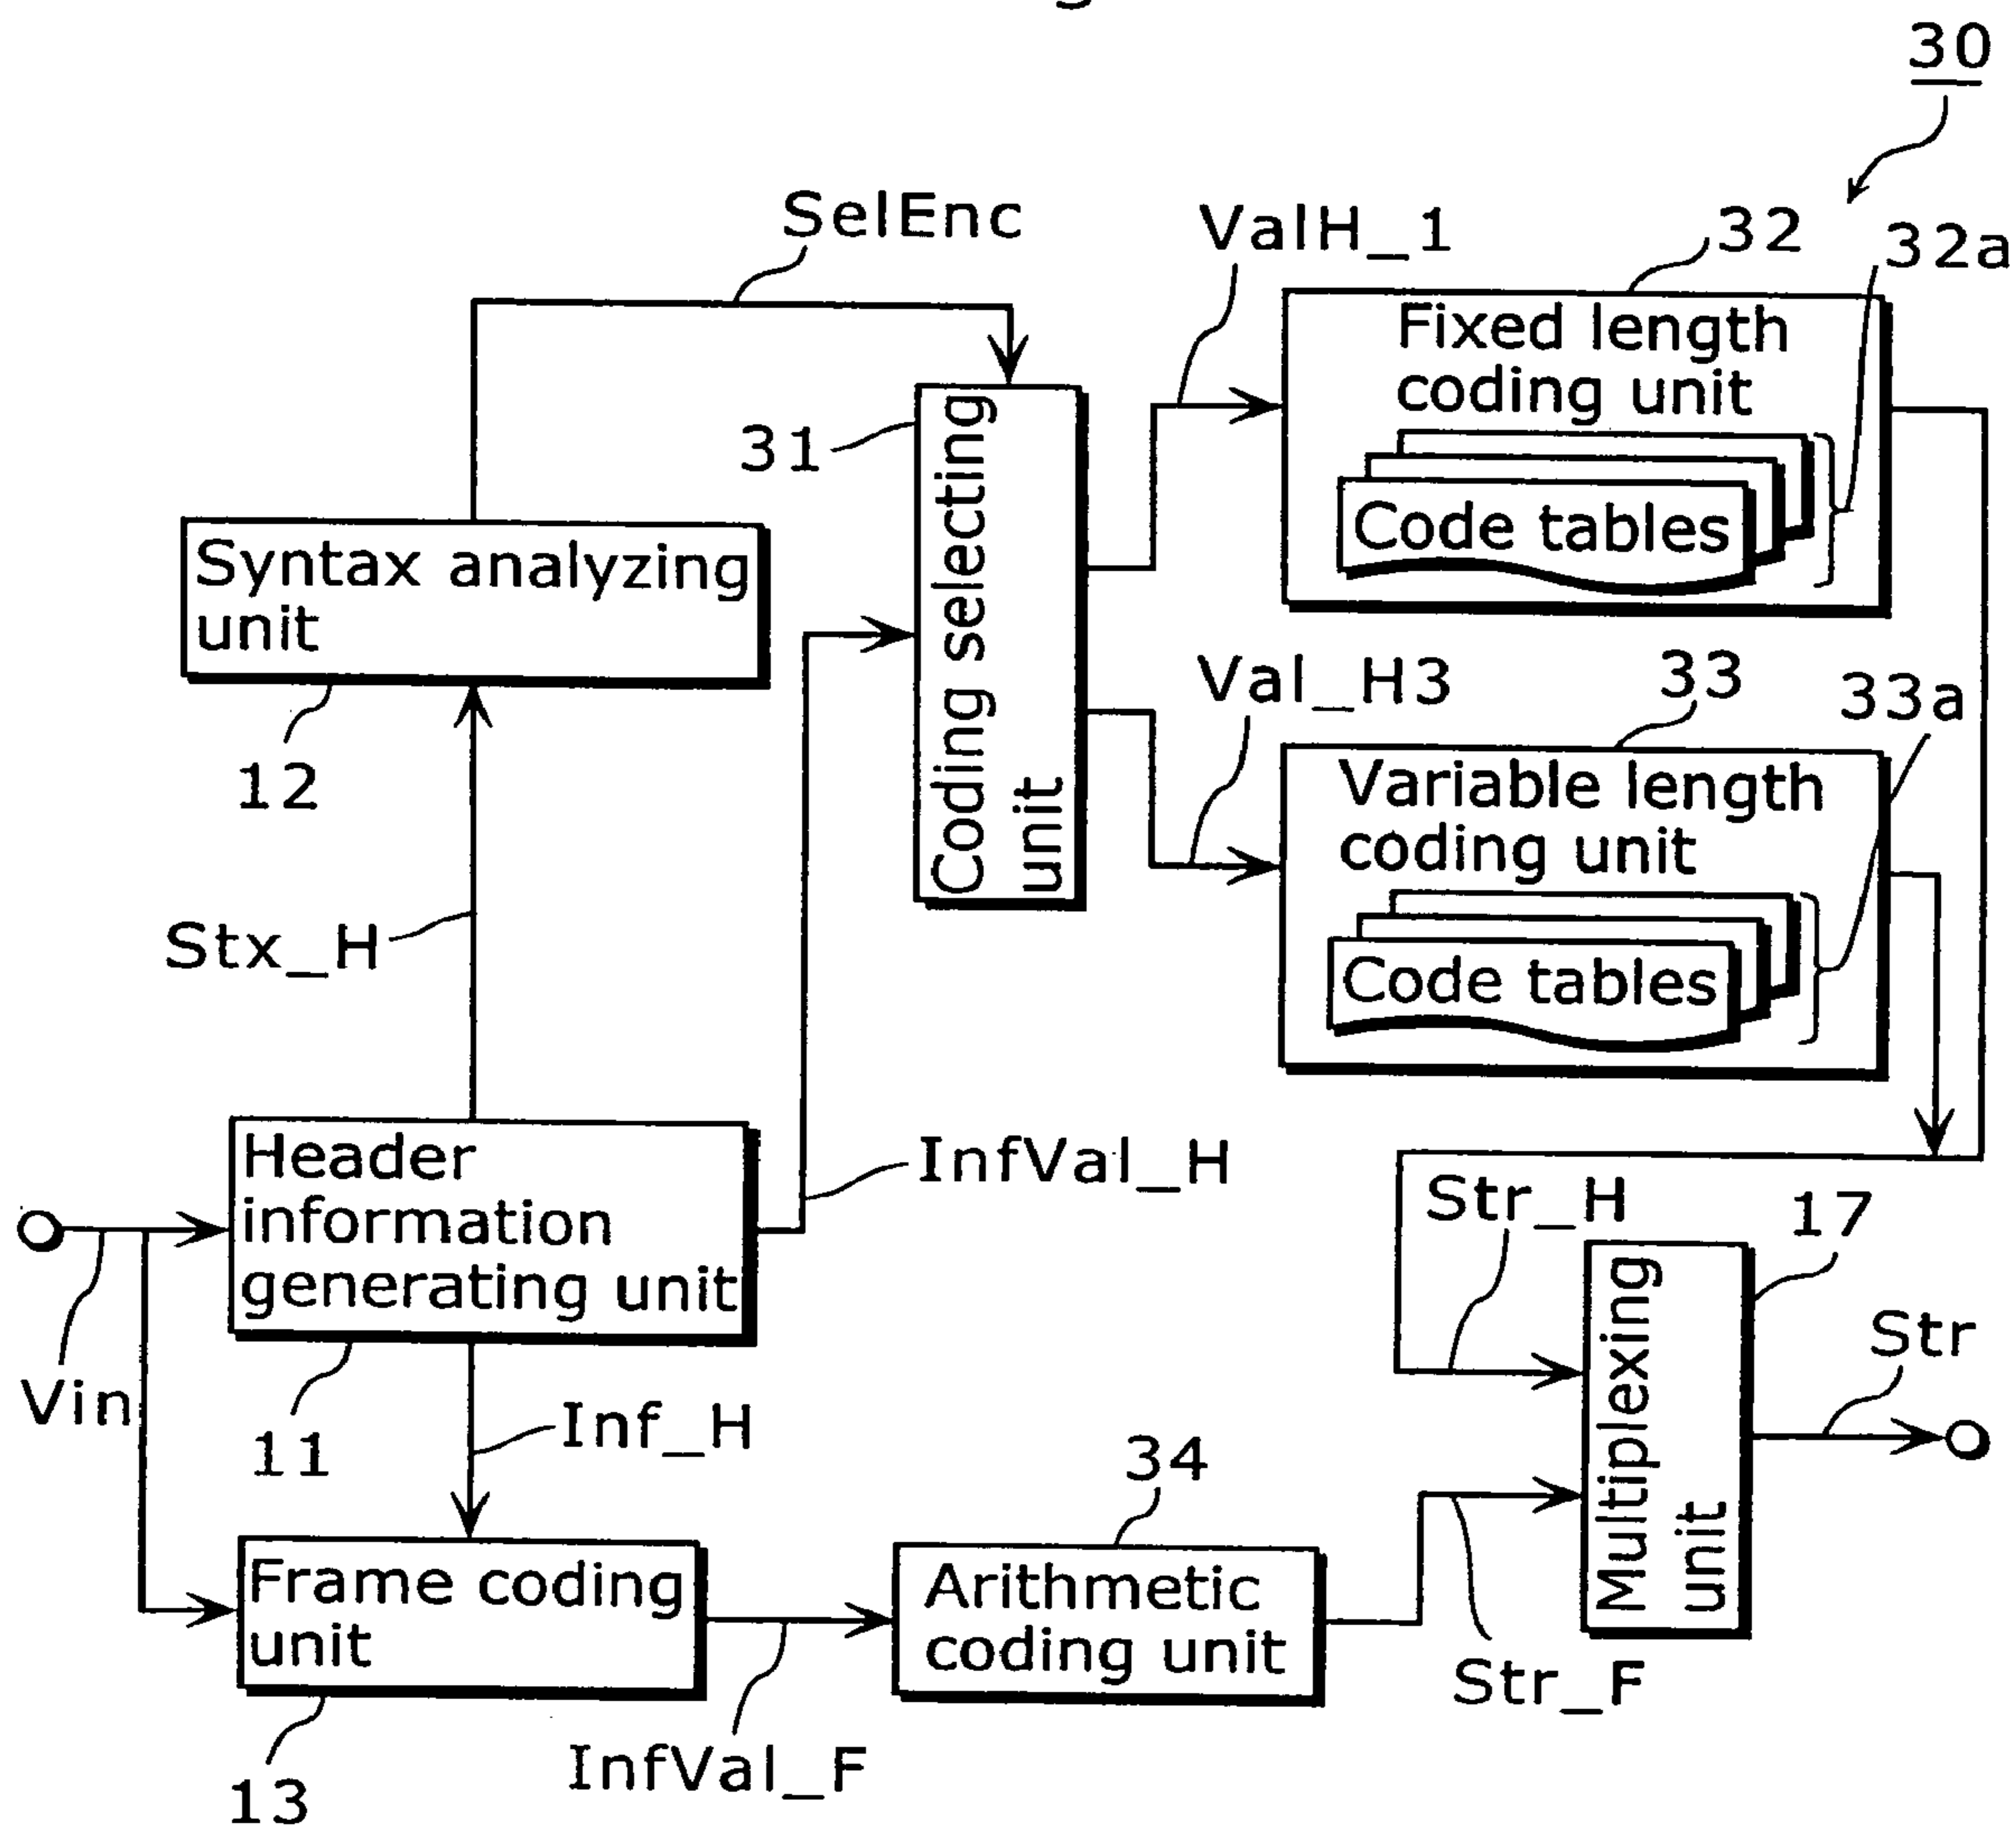 30
SelEnc
ValH_1
32
32a
Fixed length
coding unit
Code tables
31
Coding selecting
unit
Syntax analyzing
unit
12
Val_H3
33
33a
Variable length
coding unit
Code tables
Stx_H
Header
information
generating unit
InfVal_H
Str_H
17
Multiplexing
unit
Str
Vin
11
Inf_H
34
Frame coding
unit
Arithmetic
coding unit
Str_F
13
InfVal_F